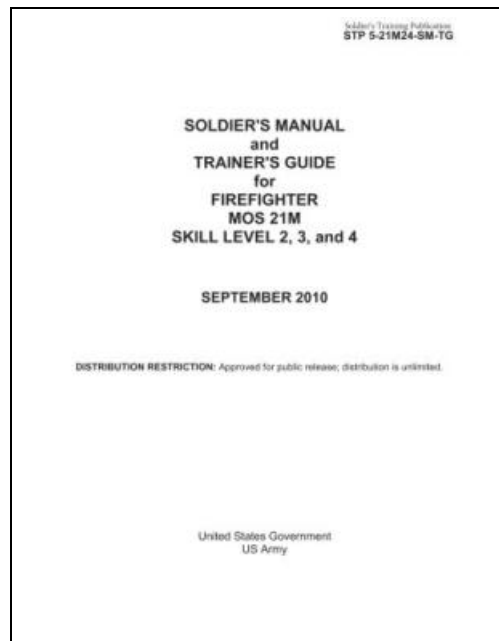 Soldier's Training Publication
STP 5-21M24-SM-TG
SOLDIER'S MANUAL
and
TRAINER'S GUIDE
for
FIREFIGHTER
MOS 21M
SKILL LEVEL 2, 3, and 4
SEPTEMBER 2010
DISTRIBUTION RESTRICTION: Approved for public release; distribution is unlimited.
United States Government
US Army